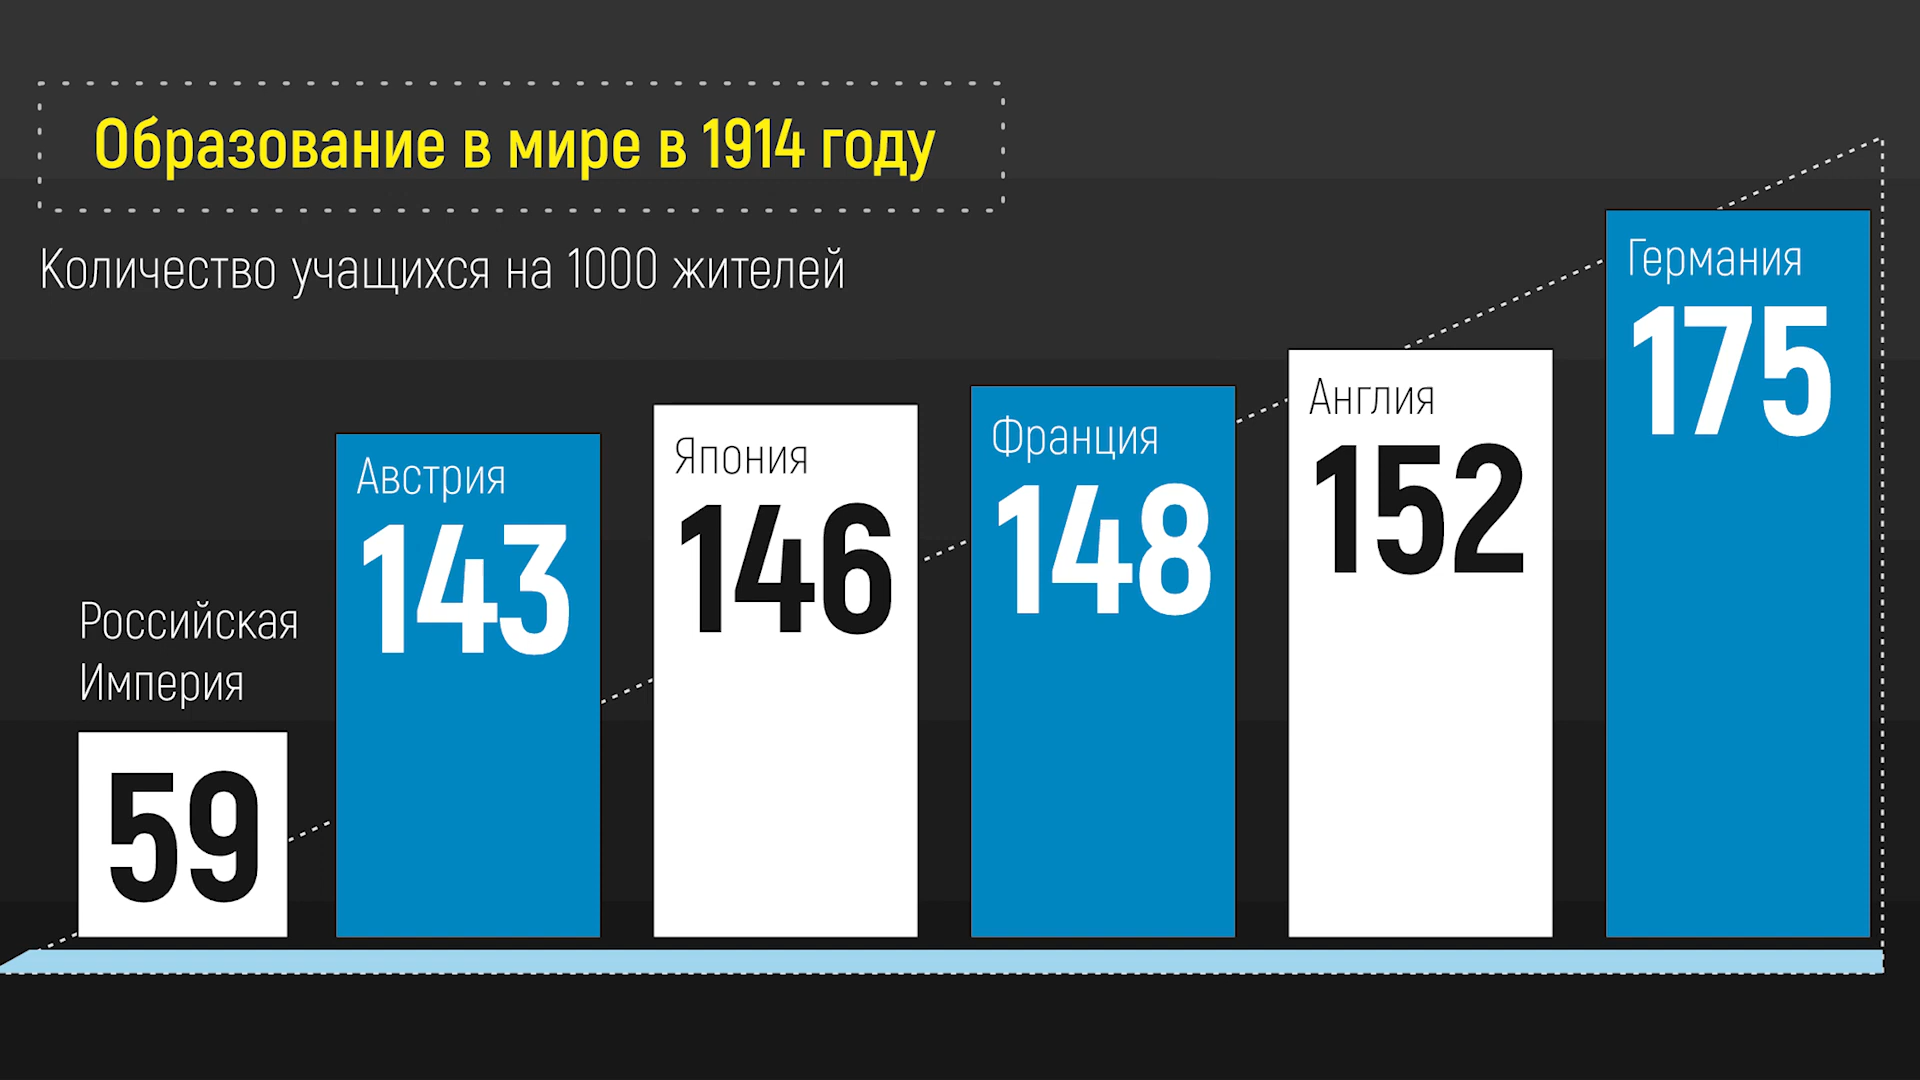 Образование в мире в 1914 году
Количество учащихся на 1000 жителей
Российская
Империя
59
Австрия
143
Япония
146
Франция
148
Англия
152
Германия
175